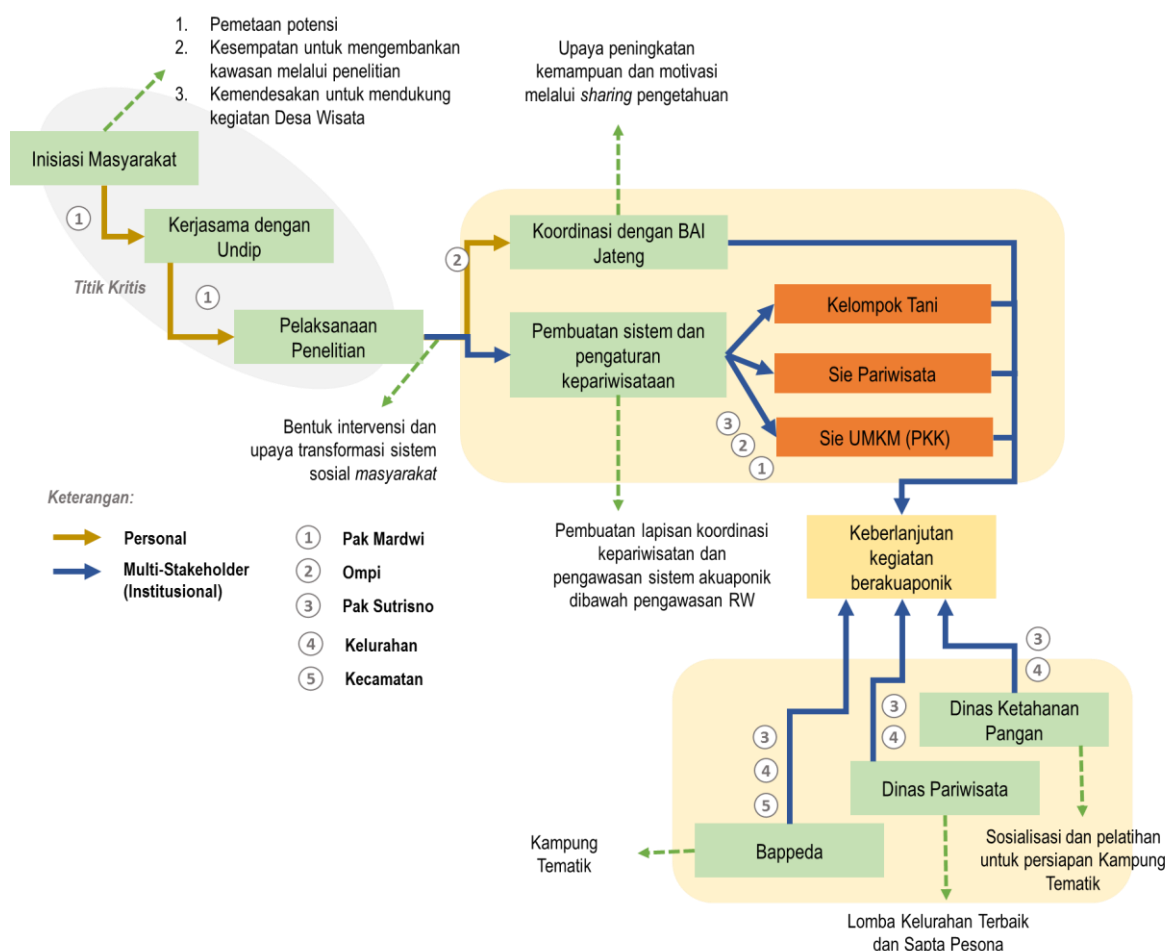 1. Pemetaan potensi
2. Kesempatan untuk mengembankan
kawasan melalui penelitian
3. Kemendesakan untuk mendukung
kegiatan Desa Wisata
Upaya peningkatan
kemampuan dan motivasi
melalui sharing pengetahuan
Inisiasi Masyarakat
1
Kerjasama dengan
Undip
Titik Kritis
1
Pelaksanaan
Penelitian
2
Koordinasi dengan BAI
Jateng
Pembuatan sistem dan
pengaturan
kepariwisataan
Kelompok Tani
Sie Pariwisata
Sie UMKM (PKK)
3
2
1
Bentuk intervensi dan
upaya transformasi sistem
sosial masyarakat
Pembuatan lapisan koordinasi
kepariwisatan dan
pengawasan sistem akuaponik
dibawah pengawasan RW
Keberlanjutan
kegiatan
berakuaponik
Keterangan:
Personal
Multi-Stakeholder
(Institusional)
1 Pak Mardwi
2 Ompi
3 Pak Sutrisno
4 Kelurahan
5 Kecamatan
3
4
5
3
4
3
4
Dinas Ketahanan
Pangan
Dinas Pariwisata
Bappeda
Kampung
Tematik
Sosialisasi dan pelatihan
untuk persiapan Kampung
Tematik
Lomba Kelurahan Terbaik
dan Sapta Pesona